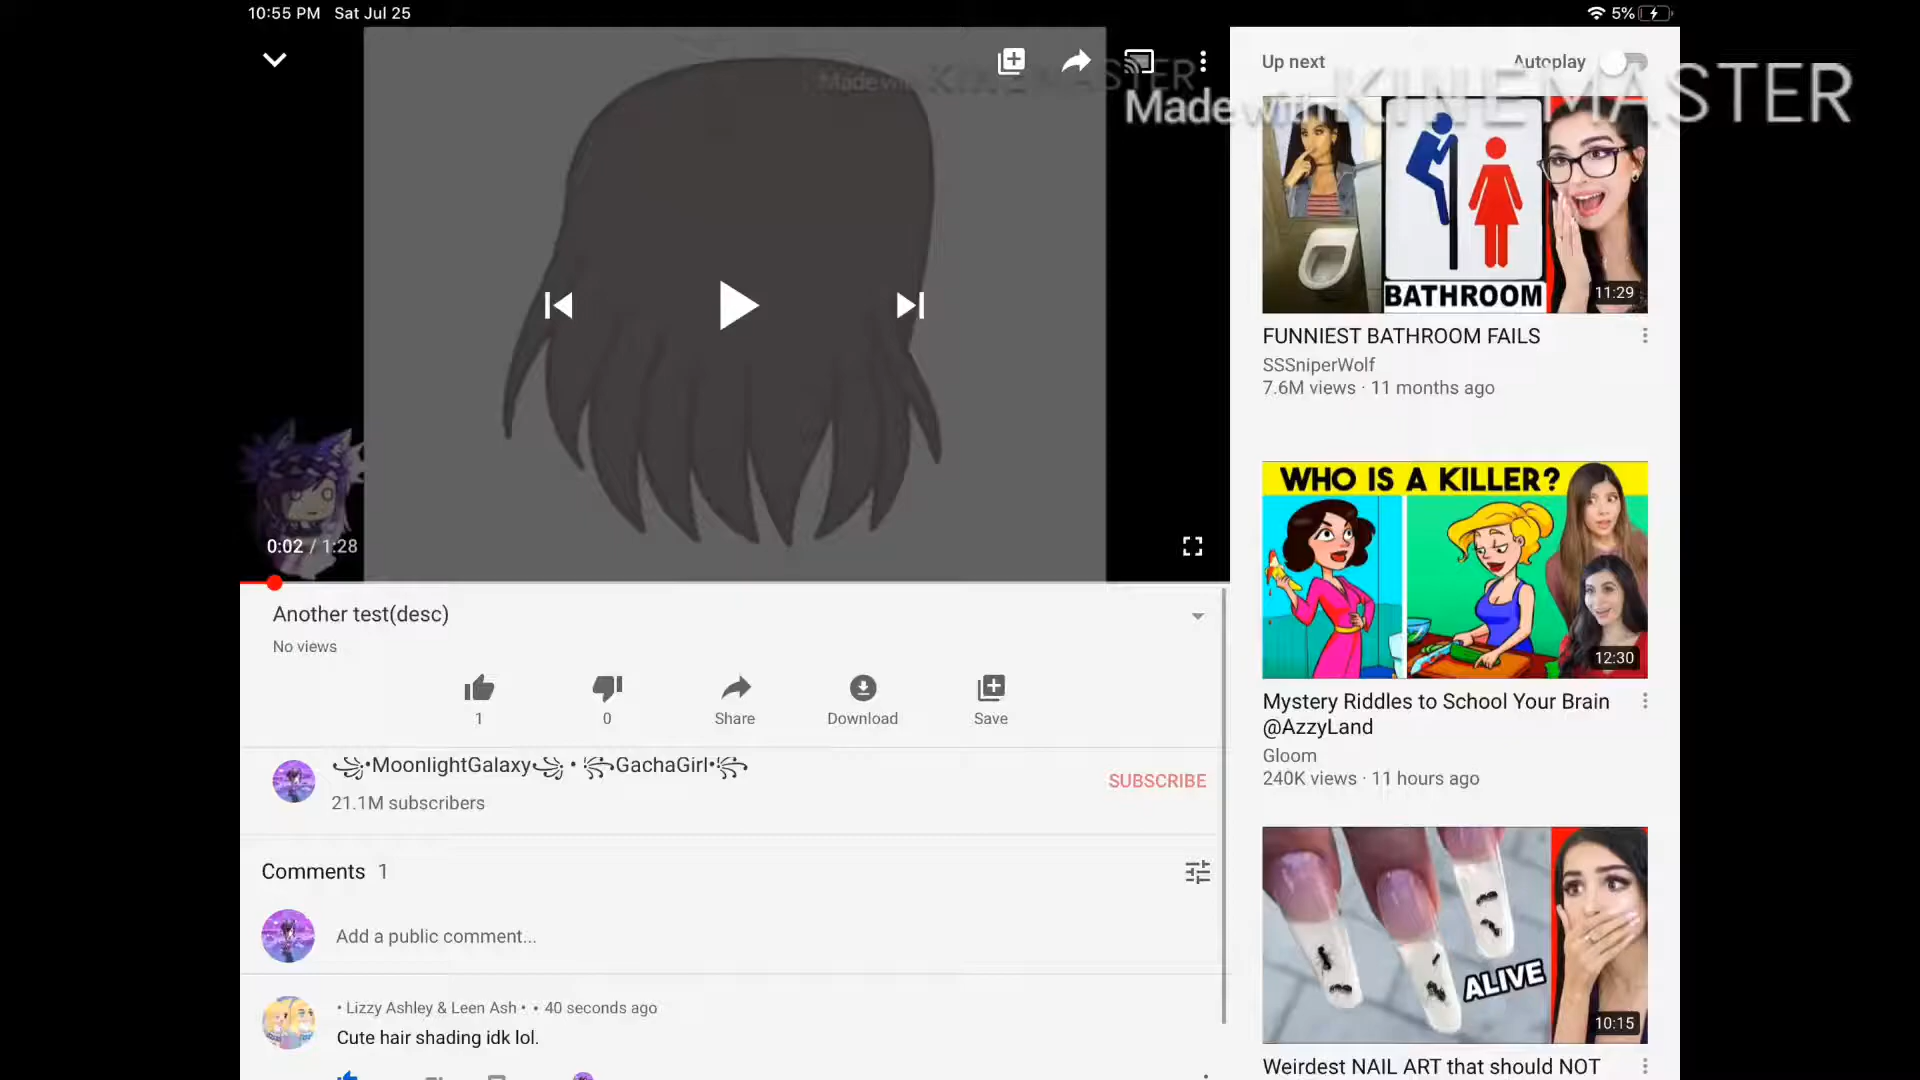 10:55 PM Sat Jul 25
5%
Made with KINEMASTER
Made with KINEMASTER
0:02 / 1:28
Another test(desc)
No views
1
0
Share
Download
Save
꧁•MoonlightGalaxy꧁ • ꧂GachaGirl•꧂
21.1M subscribers
SUBSCRIBE
Comments 1
Add a public comment...
• Lizzy Ashley & Leen Ash • • 40 seconds ago
Cute hair shading idk lol.
Up next
Autoplay
BATHROOM
11:29
FUNNIEST BATHROOM FAILS
SSSniperWolf
7.6M views · 11 months ago
WHO IS A KILLER?
12:30
Mystery Riddles to School Your Brain
@AzzyLand
Gloom
240K views · 11 hours ago
ALIVE
10:15
Weirdest NAIL ART that should NOT